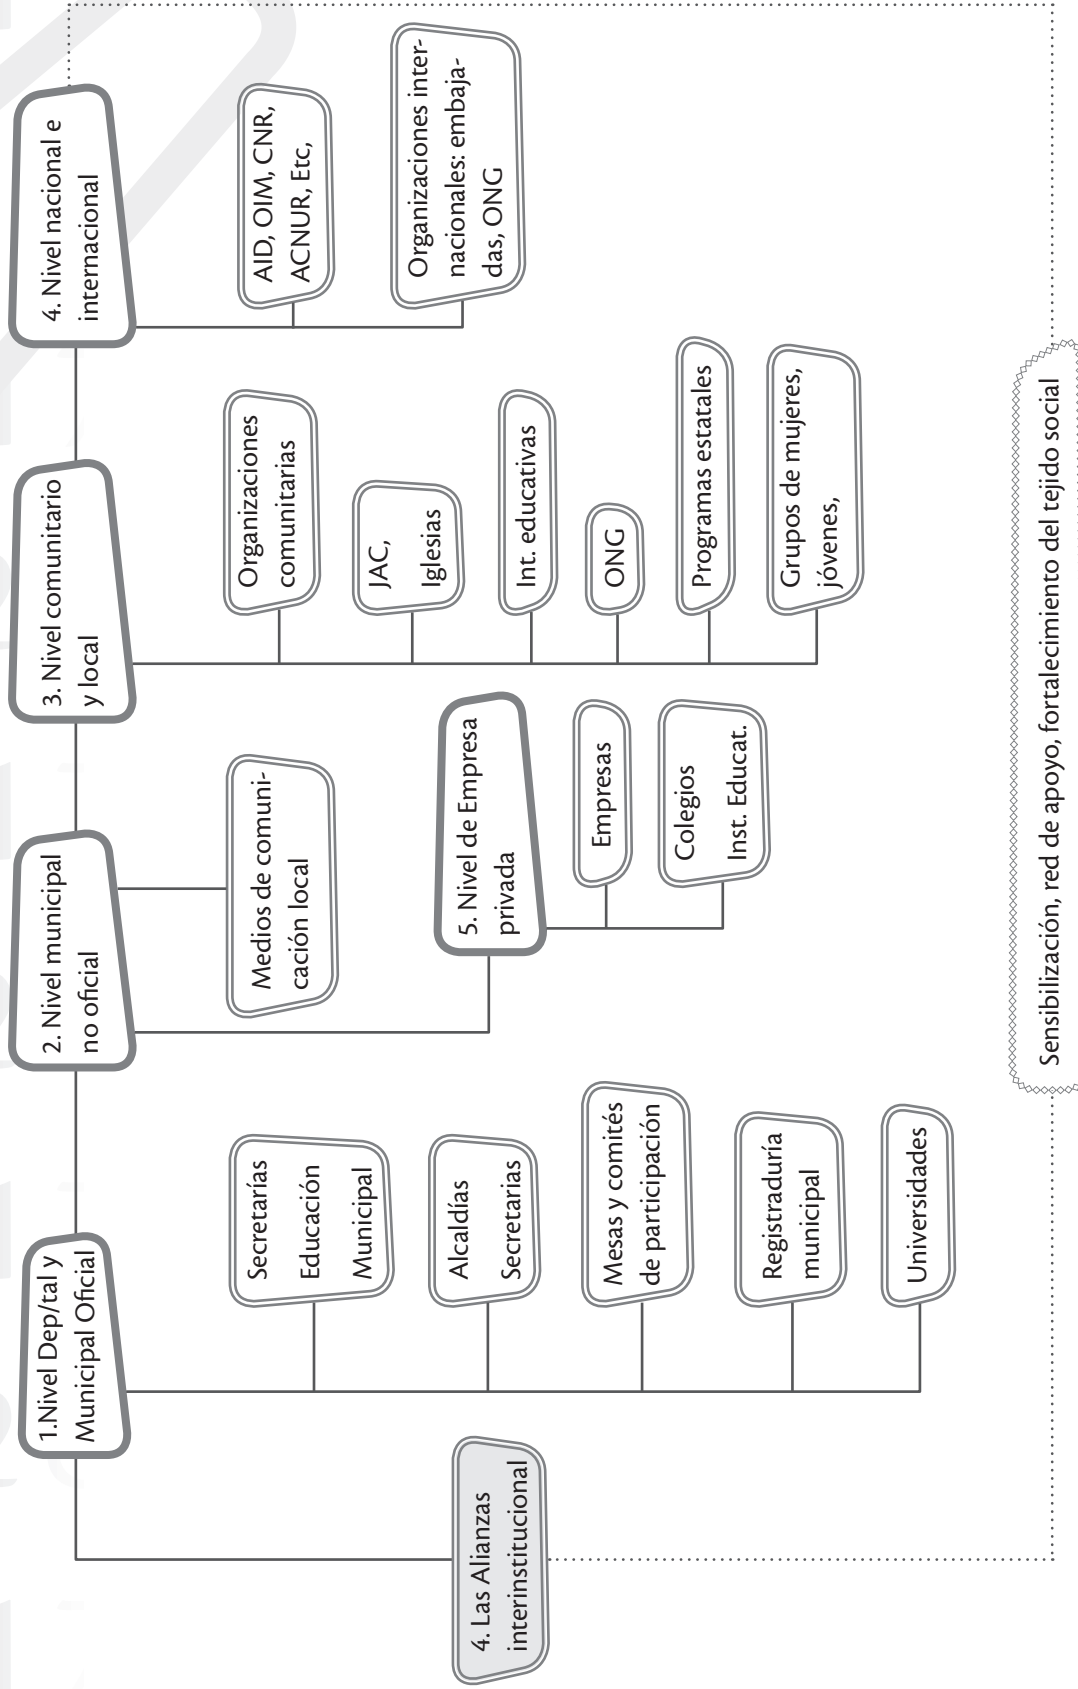 4. Las Alianzas
interinstitucional
1.Nivel Dep/tal y
Municipal Oficial
Secretarías
Educación
Municipal
Alcaldías
Secretarias
Mesas y comités
de participación
Registraduría
municipal
Universidades
2. Nivel municipal
no oficial
Medios de comuni-
cación local
5. Nivel de Empresa
privada
Empresas
Colegios
Inst. Educat.
3. Nivel comunitario
y local
Organizaciones
comunitarias
JAC,
Iglesias
Int. educativas
ONG
Programas estatales
Grupos de mujeres,
jóvenes,
4. Nivel nacional e
internacional
AID, OIM, CNR,
ACNUR, Etc,
Organizaciones inter-
nacionales: embaja-
das, ONG
Sensibilización, red de apoyo, fortalecimiento del tejido social